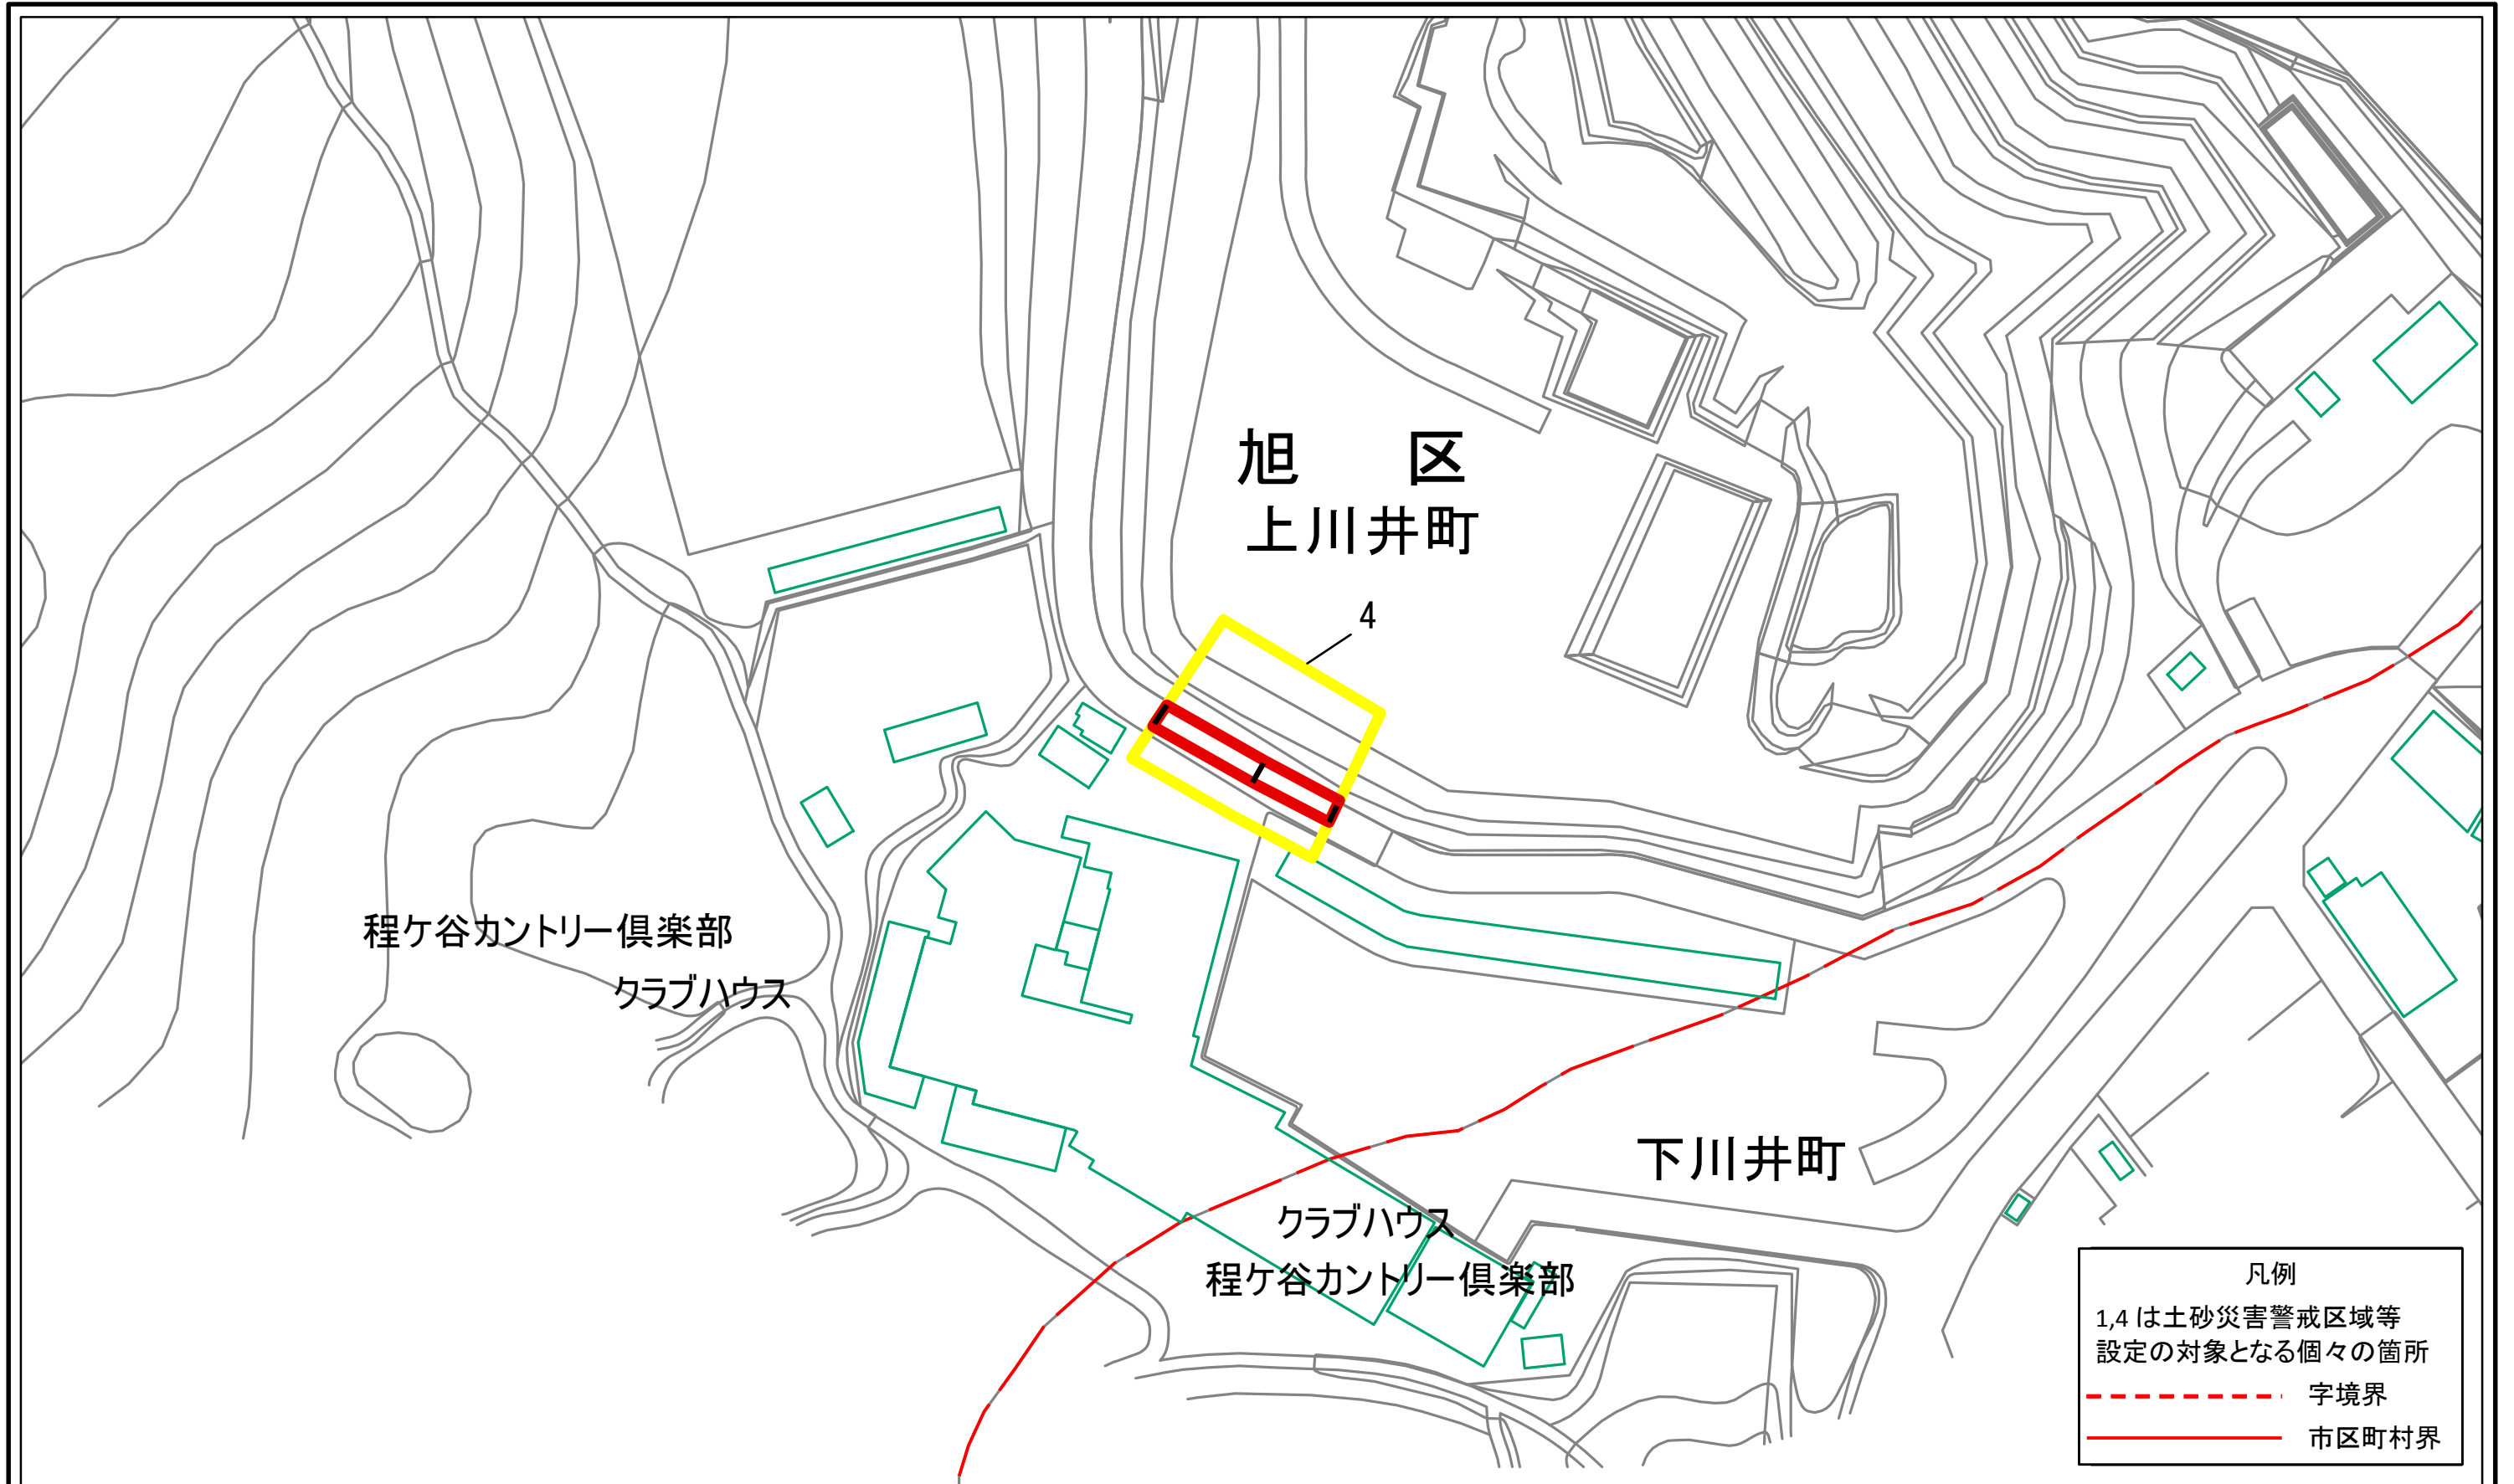 旭　区
上川井町
4
程ケ谷カントリー倶楽部
クラブハウス
下川井町
クラブハウス
程ケ谷カントリー倶楽部
凡例
1,4 は土砂災害警戒区域等
設定の対象となる個々の箇所
字境界
市区町村界